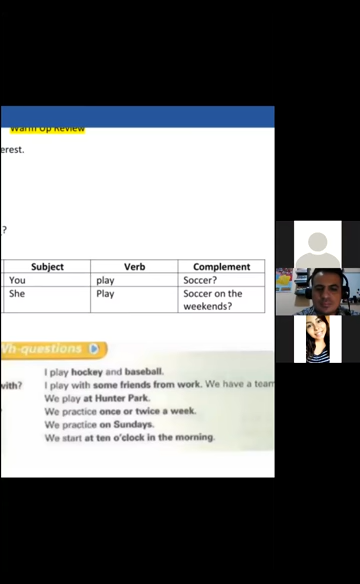 Warm Up Review
erest.
?
Subject Verb Complement
You play Soccer?
She Play Soccer on the weekends?
Wh-questions
I play hockey and baseball.
with? I play with some friends from work. We have a team
We play at Hunter Park.
We practice once or twice a week.
We practice on Sundays.
We start at ten o'clock in the morning.